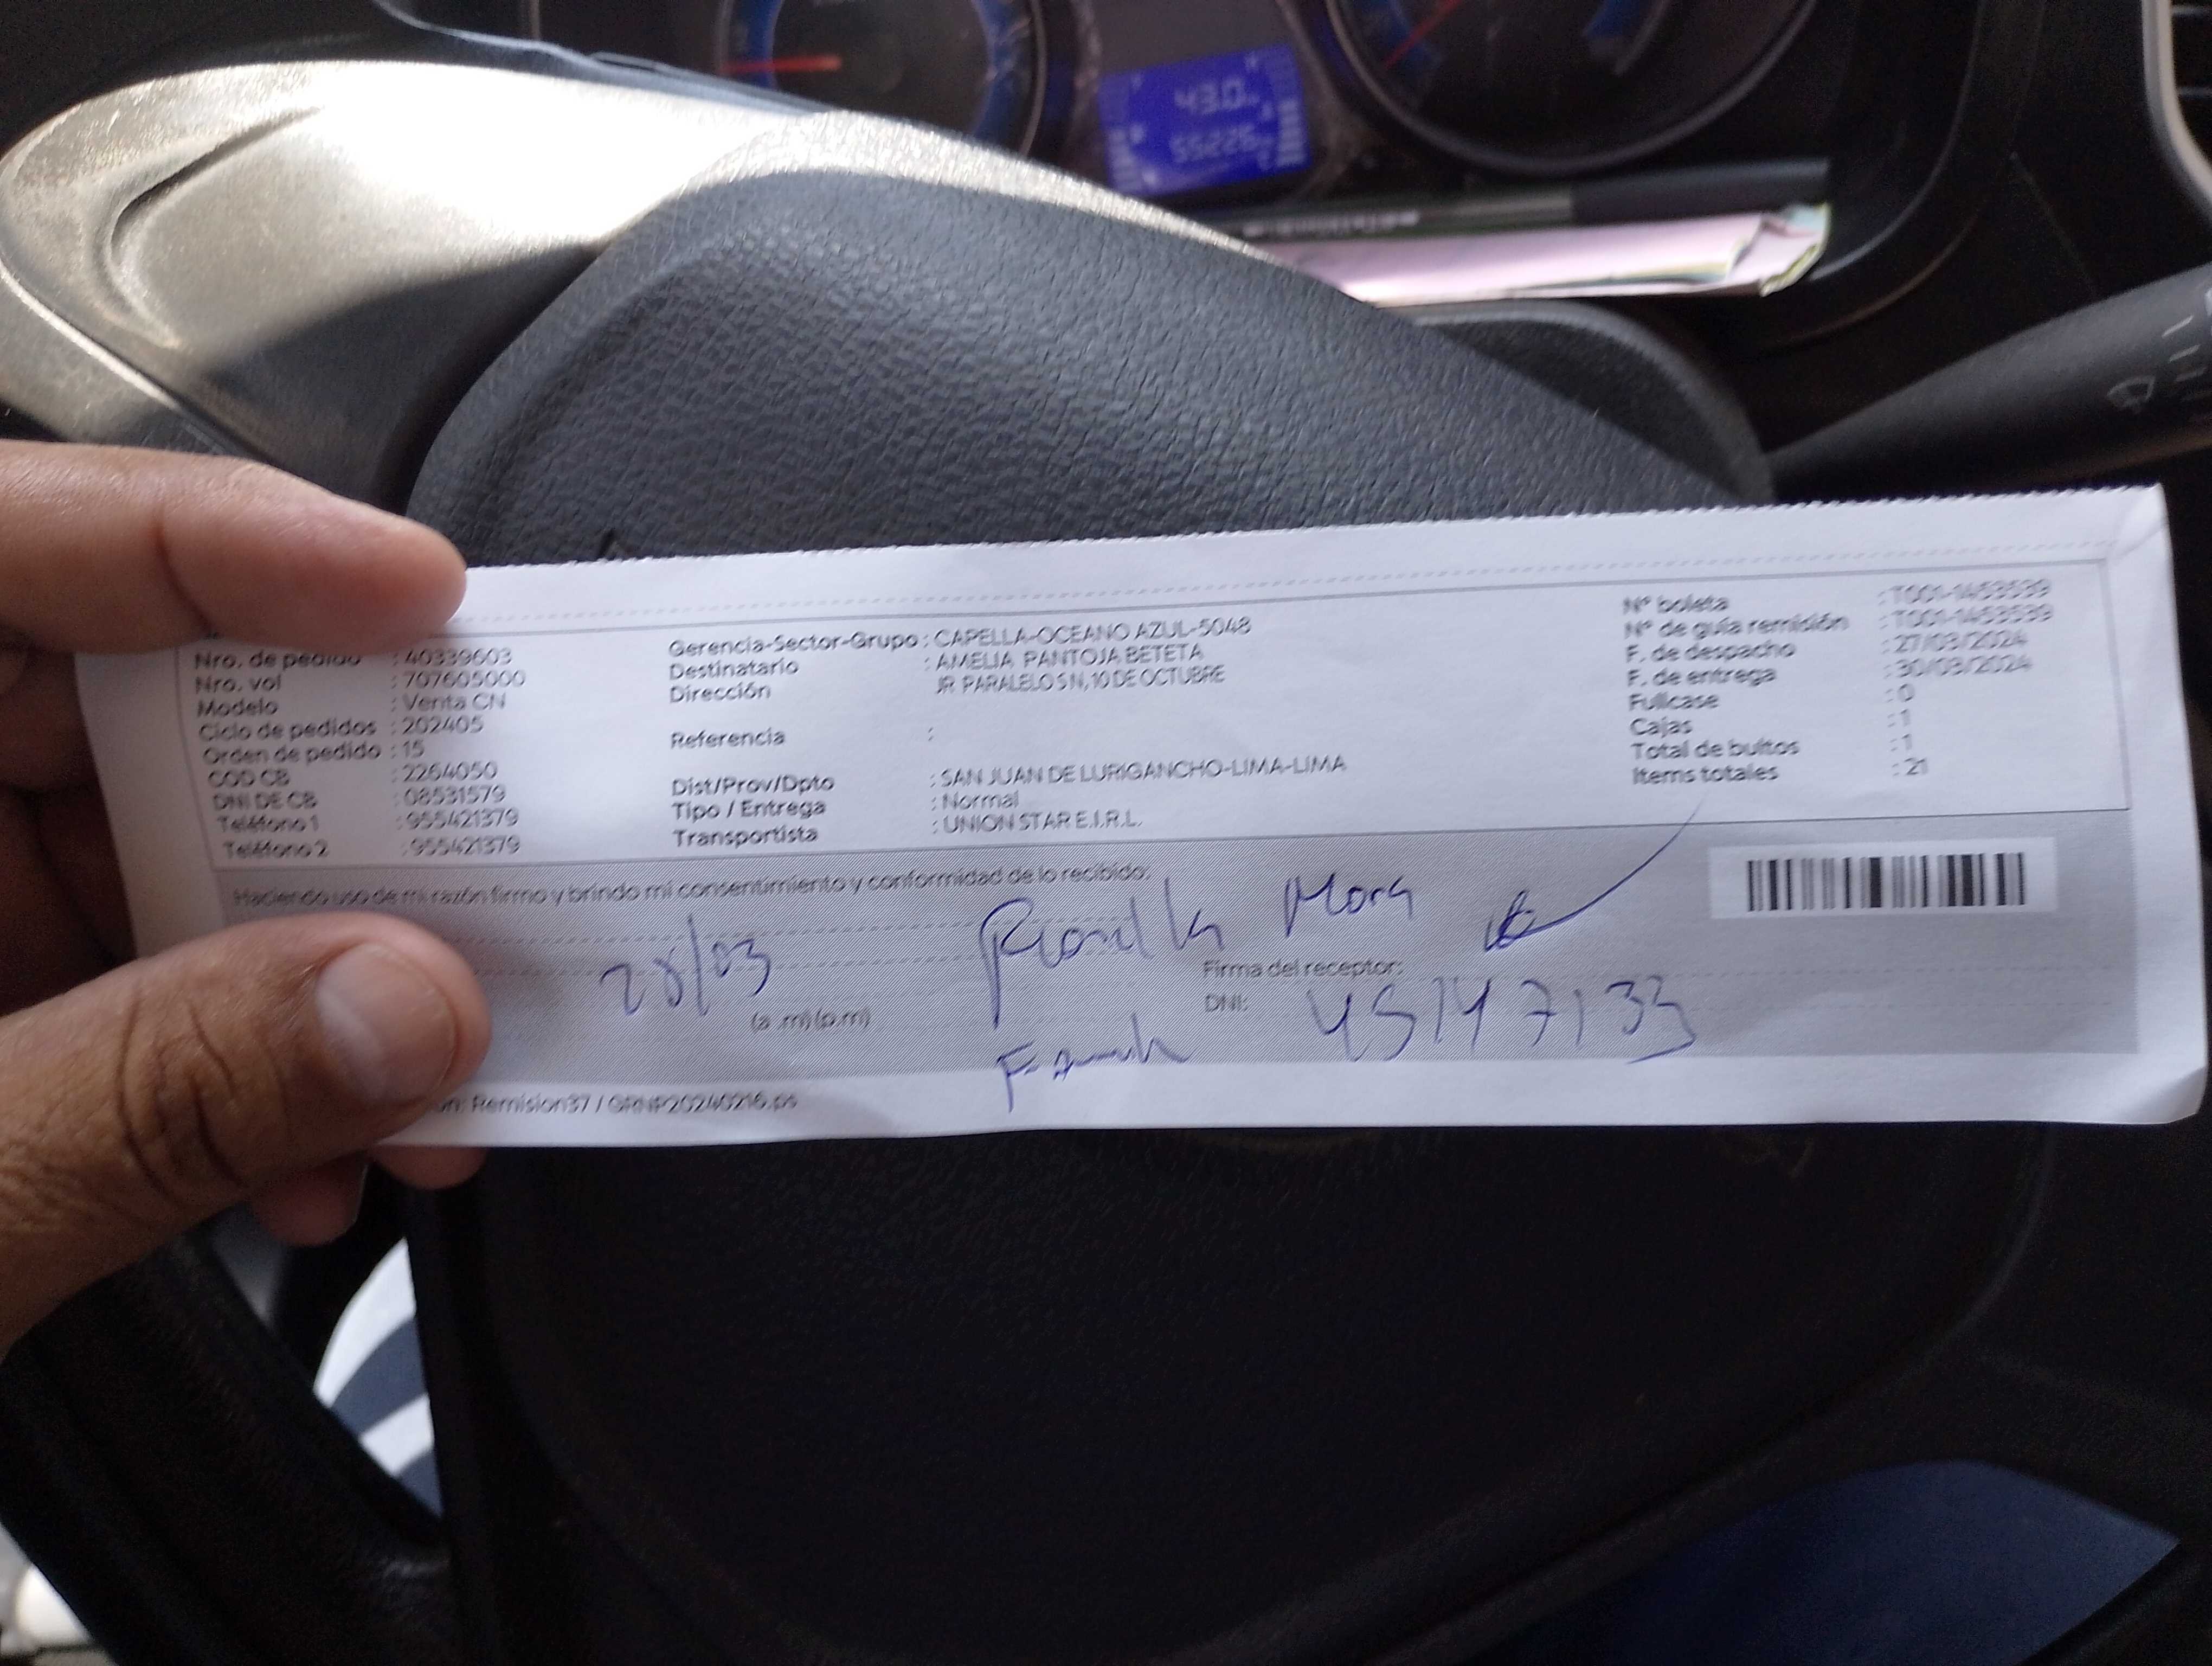 43.0
55226
Nro. de pedido : 40339603
Nro. vol : 707605000
Modelo : Venta CN
Ciclo de pedidos : 202405
Orden de pedido : 15
COD CB : 2264050
DNI DE CB : 08531579
Teléfono 1 : 955421379
Teléfono 2 : 955421379
Gerencia-Sector-Grupo : CAPELLA-OCEANO AZUL-5048
Destinatario : AMELIA PANTOJA BETETA
Dirección JR PARALELO S N, 10 DE OCTUBRE
Referencia :
Dist/Prov/Dpto : SAN JUAN DE LURIGANCHO-LIMA-LIMA
Tipo / Entrega : Normal
Transportista : UNION STAR E.I.R.L.
Nº boleta : T001-1453539
Nº de guía remisión : T001-1453539
F. de despacho : 27/03/2024
F. de entrega : 30/03/2024
Fullcase : 0
Cajas : 1
Total de bultos : 1
Items totales : 21
Haciendo uso de mi razón firmo y brindo mi consentimiento y conformidad de lo recibido:
28/03
Mora
Firma del receptor:
(a .m) (p.m)
DNI: 45147133
on: Remision37 / GRNP20240216.ps